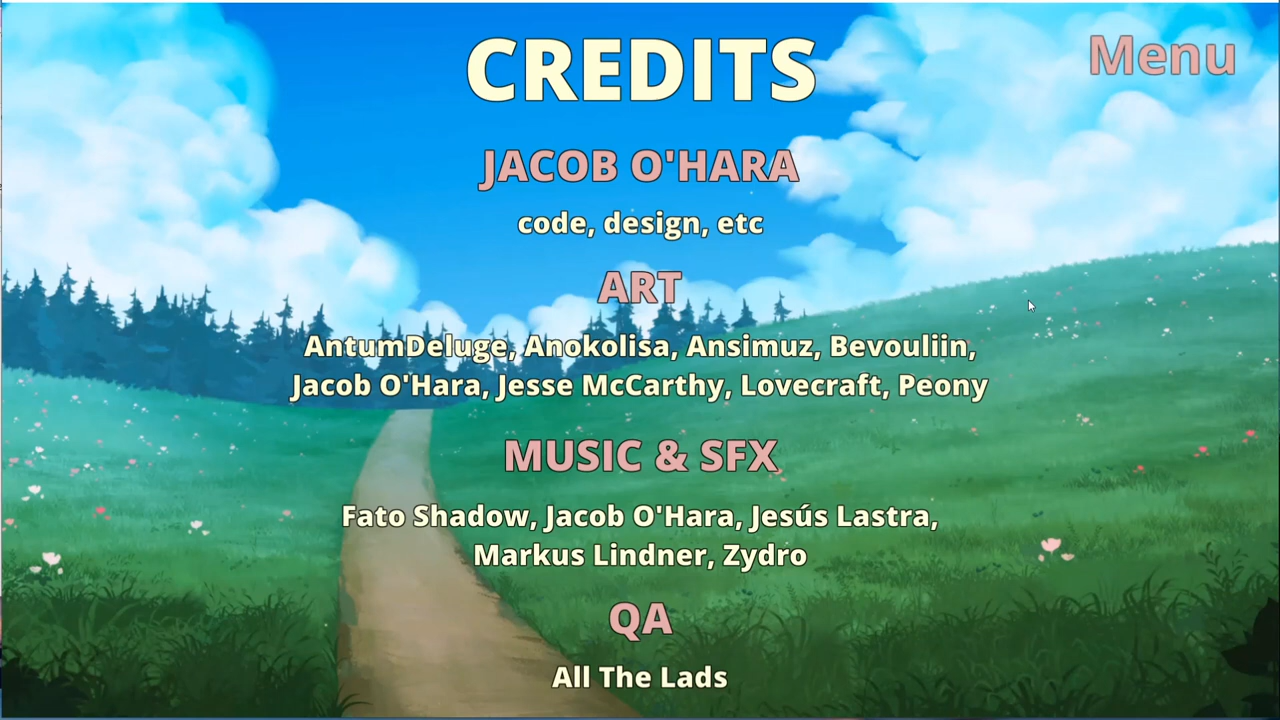 CREDITS
Menu
JACOB O'HARA
code, design, etc
ART
AntumDeluge, Anokolisa, Ansimuz, Bevouliin,
Jacob O'Hara, Jesse McCarthy, Lovecraft, Peony
MUSIC & SFX
Fato Shadow, Jacob O'Hara, Jesús Lastra,
Markus Lindner, Zydro
QA
All The Lads